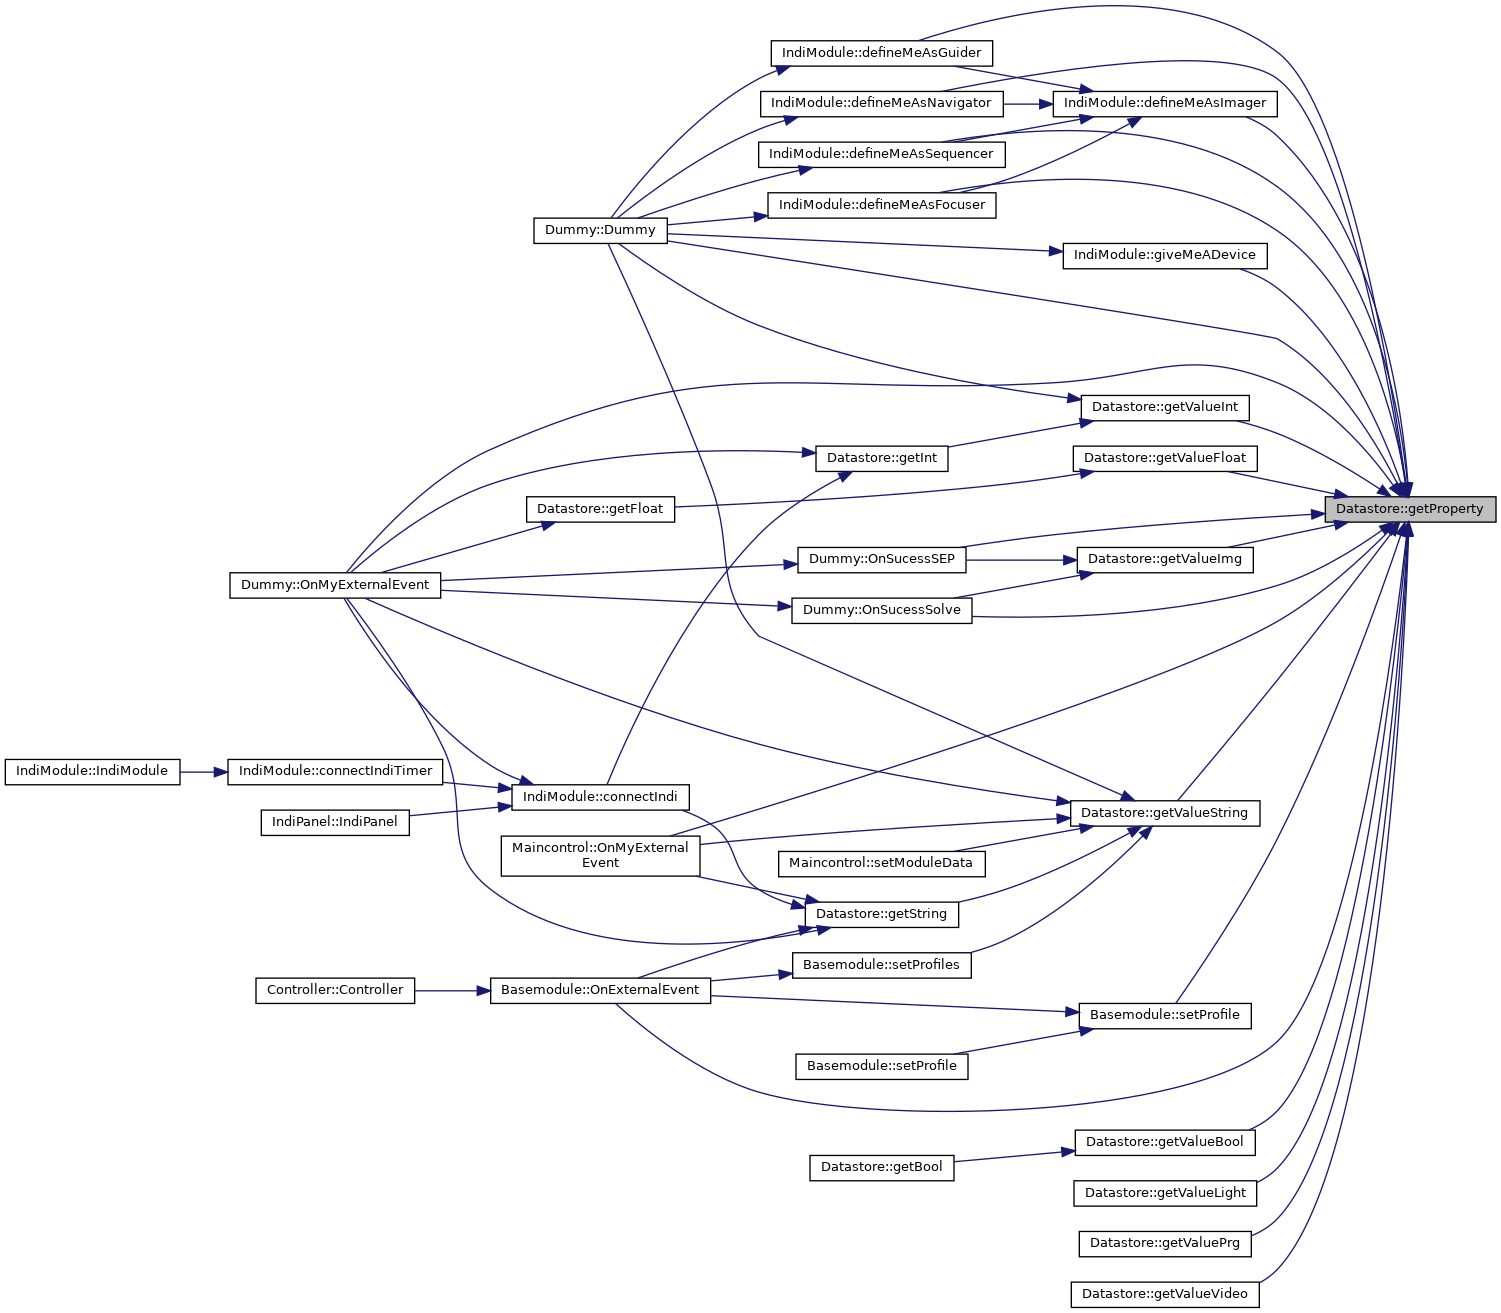 IndiModule::defineMeAsGuider
IndiModule::defineMeAsNavigator
IndiModule::defineMeAsImager
IndiModule::defineMeAsSequencer
IndiModule::defineMeAsFocuser
Dummy::Dummy
IndiModule::giveMeADevice
Datastore::getValueInt
Datastore::getInt
Datastore::getValueFloat
Datastore::getFloat
Datastore::getProperty
Dummy::OnSucessSEP
Datastore::getValueImg
Dummy::OnMyExternalEvent
Dummy::OnSucessSolve
IndiModule::IndiModule
IndiModule::connectIndiTimer
IndiModule::connectIndi
IndiPanel::IndiPanel
Datastore::getValueString
Maincontrol::OnMyExternal
Event
Maincontrol::setModuleData
Datastore::getString
Basemodule::setProfiles
Controller::Controller
Basemodule::OnExternalEvent
Basemodule::setProfile
Basemodule::setProfile
Datastore::getValueBool
Datastore::getBool
Datastore::getValueLight
Datastore::getValuePrg
Datastore::getValueVideo